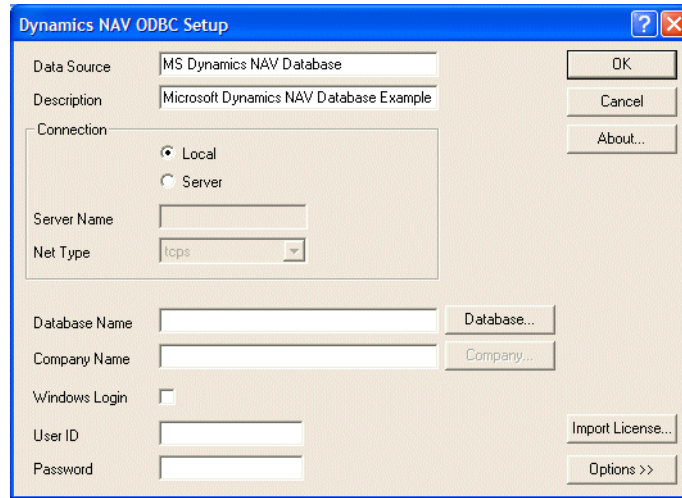 Dynamics NAV ODBC Setup
Data Source MS Dynamics NAV Database OK
Description Microsoft Dynamics NAV Database Example Cancel
Connection About...
Local
Server
Server Name
Net Type tcps
Database Name Database...
Company Name Company...
Windows Login
User ID Import License...
Password Options >>